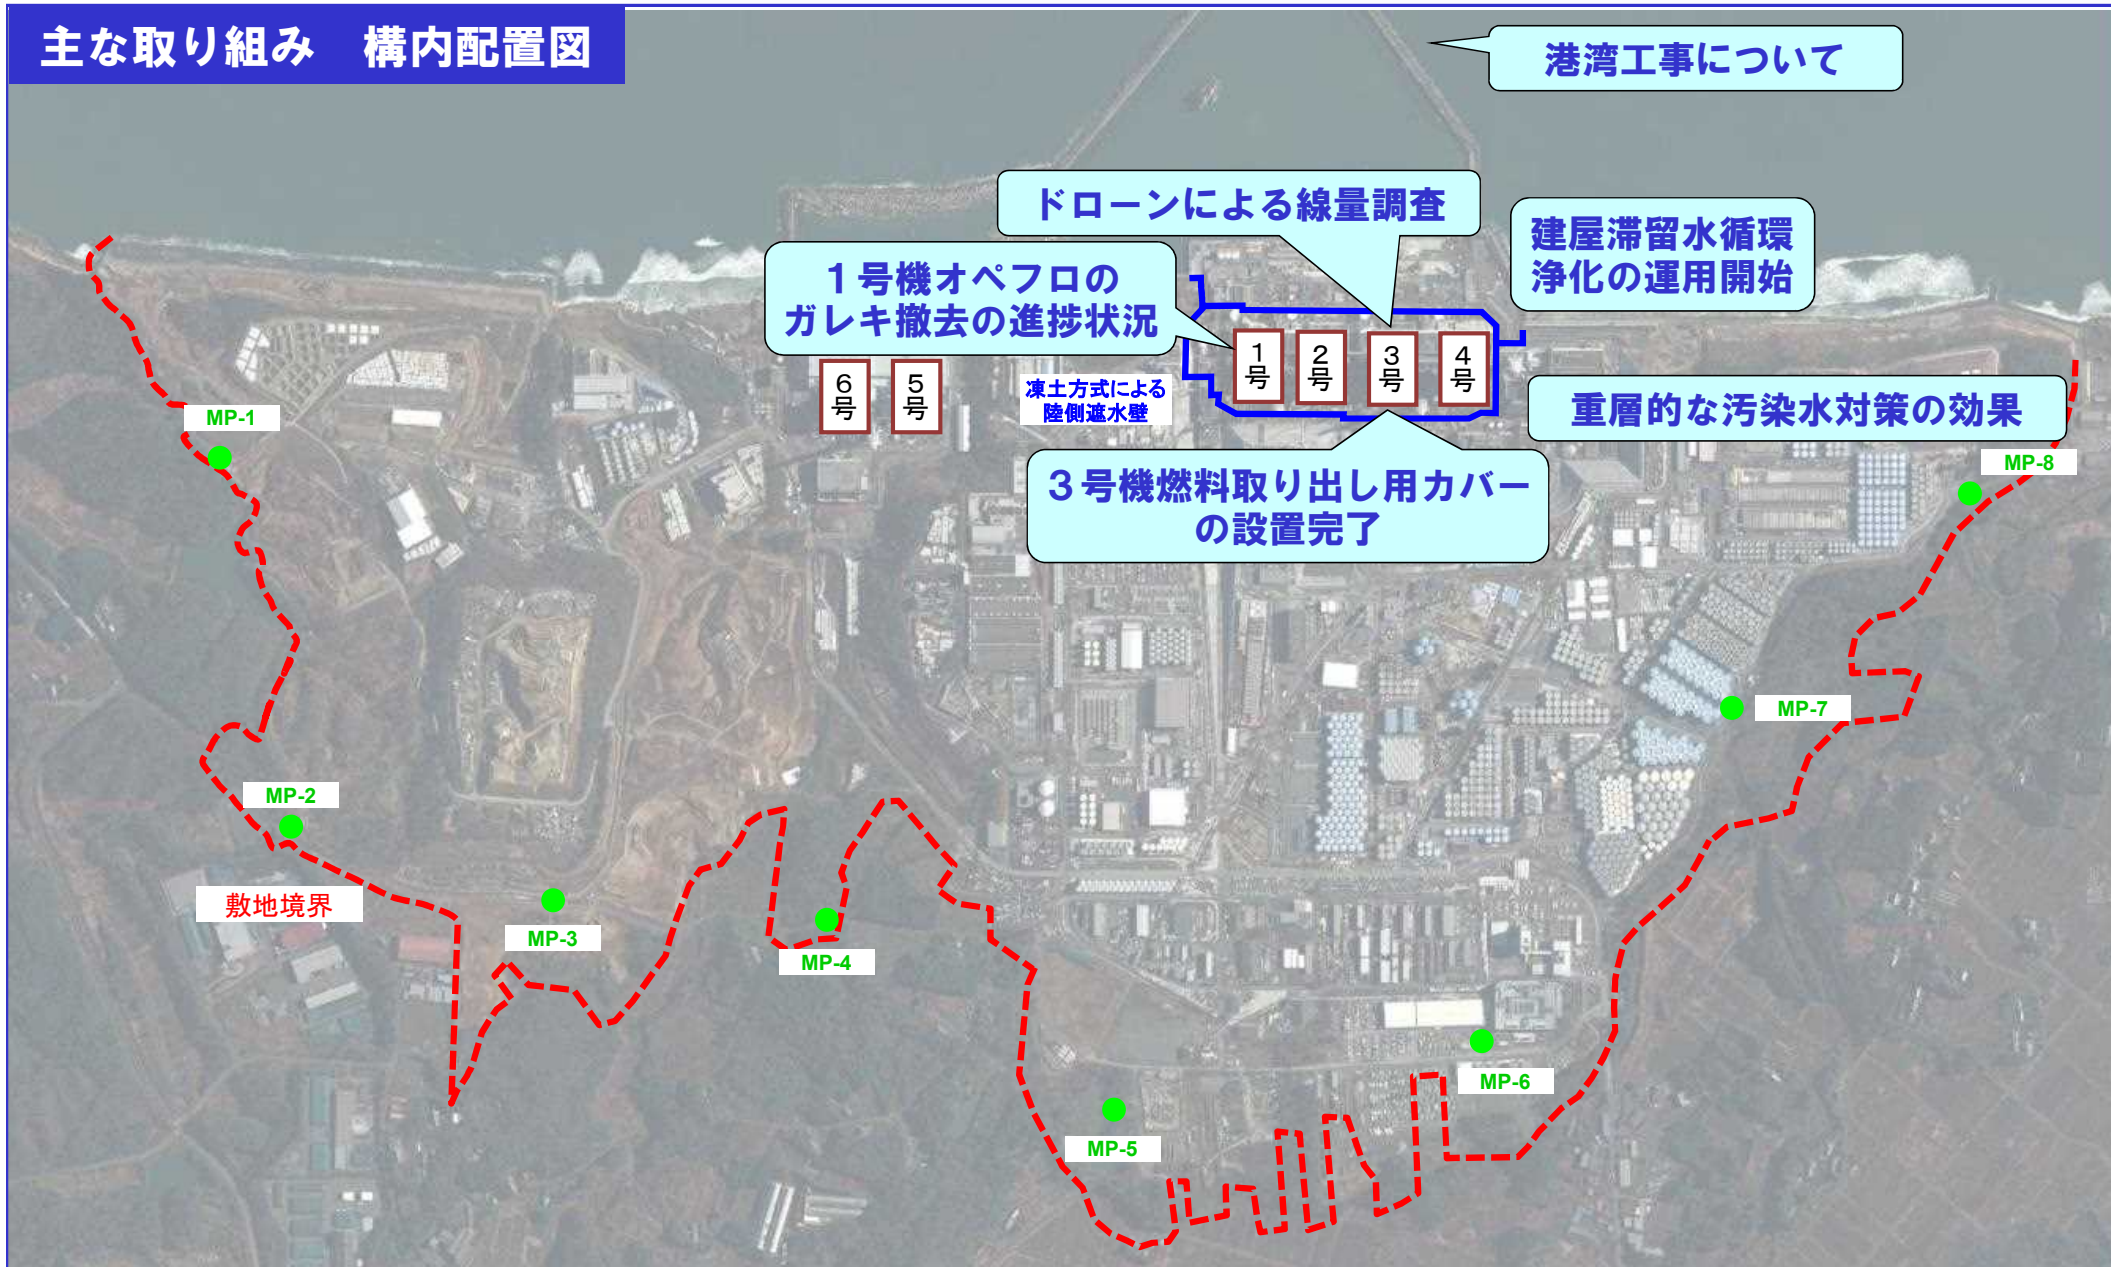 主な取り組み　構内配置図
港湾工事について
ドローンによる線量調査
建屋滞留水循環
浄化の運用開始
１号機オペフロの
ガレキ撤去の進捗状況
1
号
2
号
3
号
4
号
6
号
5
号
凍土方式による
陸側遮水壁
重層的な汚染水対策の効果
３号機燃料取り出し用カバー
の設置完了
MP-1
MP-8
MP-7
MP-2
敷地境界
MP-3
MP-4
MP-6
MP-5